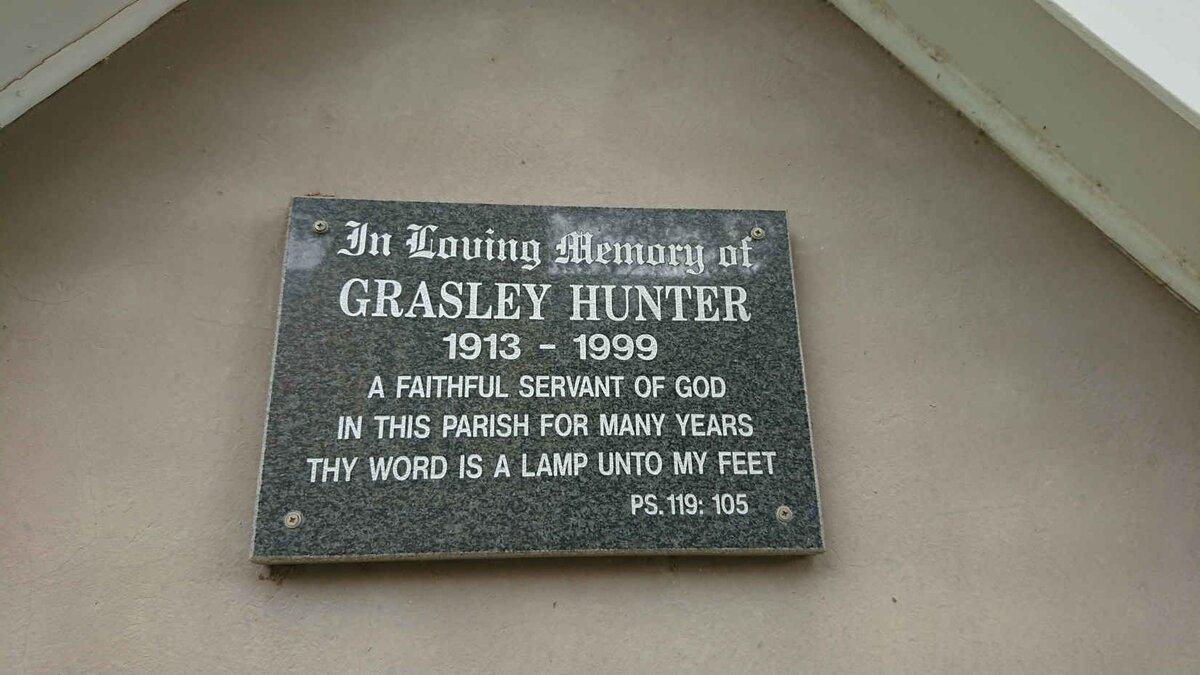 In Loving Memory of
GRASLEY HUNTER
1913 - 1999
A FAITHFUL SERVANT OF GOD
IN THIS PARISH FOR MANY YEARS
THY WORD IS A LAMP UNTO MY FEET
PS. 119: 105